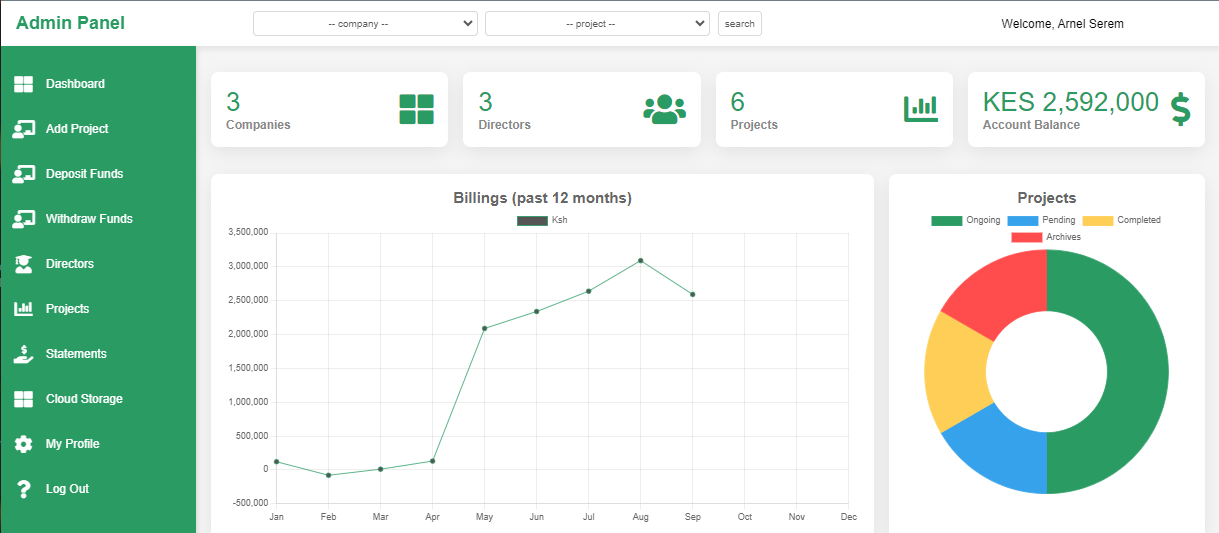 Admin Panel
-- company --
-- project --
search
Welcome, Arnel Serem
Dashboard
Add Project
Deposit Funds
Withdraw Funds
Directors
Projects
Statements
Cloud Storage
My Profile
Log Out
3
Companies
3
Directors
6
Projects
KES 2,592,000
Account Balance
Billings (past 12 months)
Ksh
3,500,000
3,000,000
2,500,000
2,000,000
1,500,000
1,000,000
500,000
0
-500,000
Jan Feb Mar Apr May Jun Jul Aug Sep Oct Nov Dec
Projects
Ongoing Pending Completed
Archives